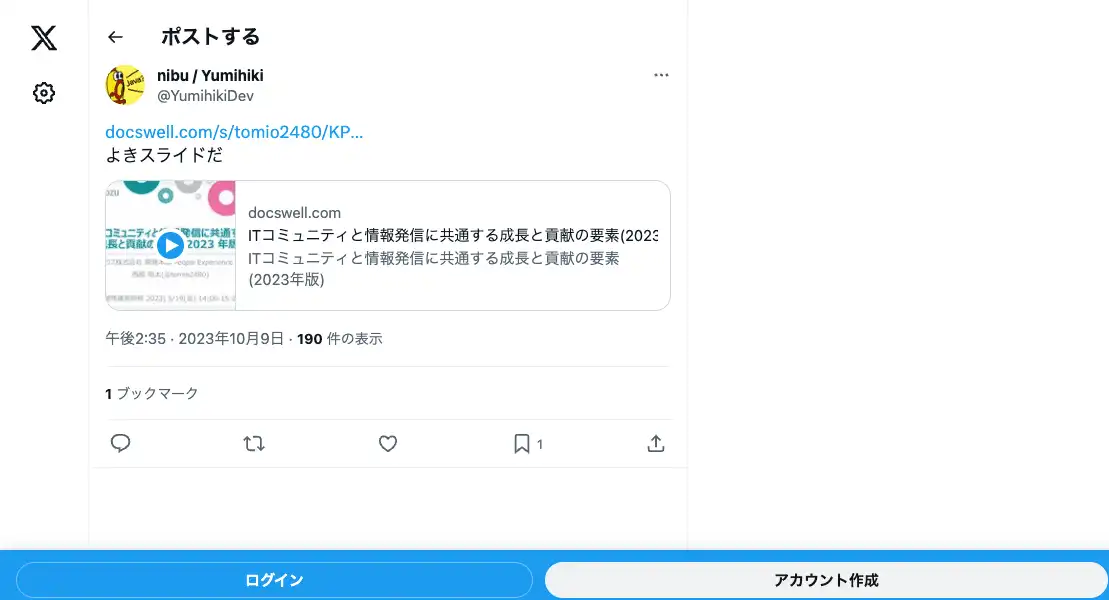 ポストする
nibu / Yumihiki
@YumihikiDev
docswell.com/s/tomio2480/KP...
よきスライドだ
docswell.com
ITコミュニティと情報発信に共通する成長と貢献の要素(2023
ITコミュニティと情報発信に共通する成長と貢献の要素
(2023年版)
午後2:35 · 2023年10月9日 · 190 件の表示
1 ブックマーク
1
ログイン
アカウント作成